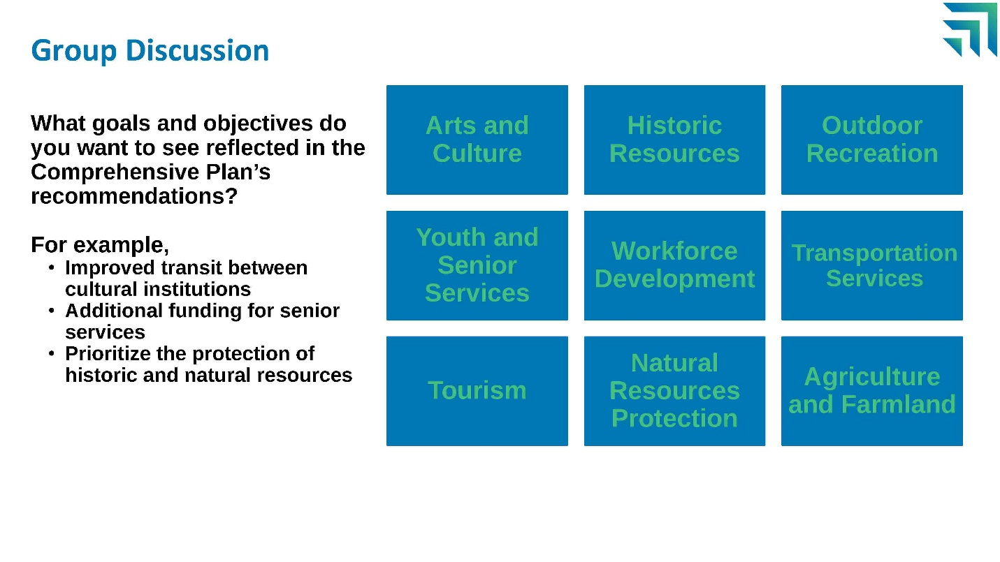 Group Discussion
What goals and objectives do
you want to see reflected in the
Comprehensive Plan’s
recommendations?
For example,
• Improved transit between
cultural institutions
• Additional funding for senior
services
• Prioritize the protection of
historic and natural resources
Arts and
Culture
Historic
Resources
Outdoor
Recreation
Youth and
Senior
Services
Workforce
Development
Transportation
Services
Tourism
Natural
Resources
Protection
Agriculture
and Farmland